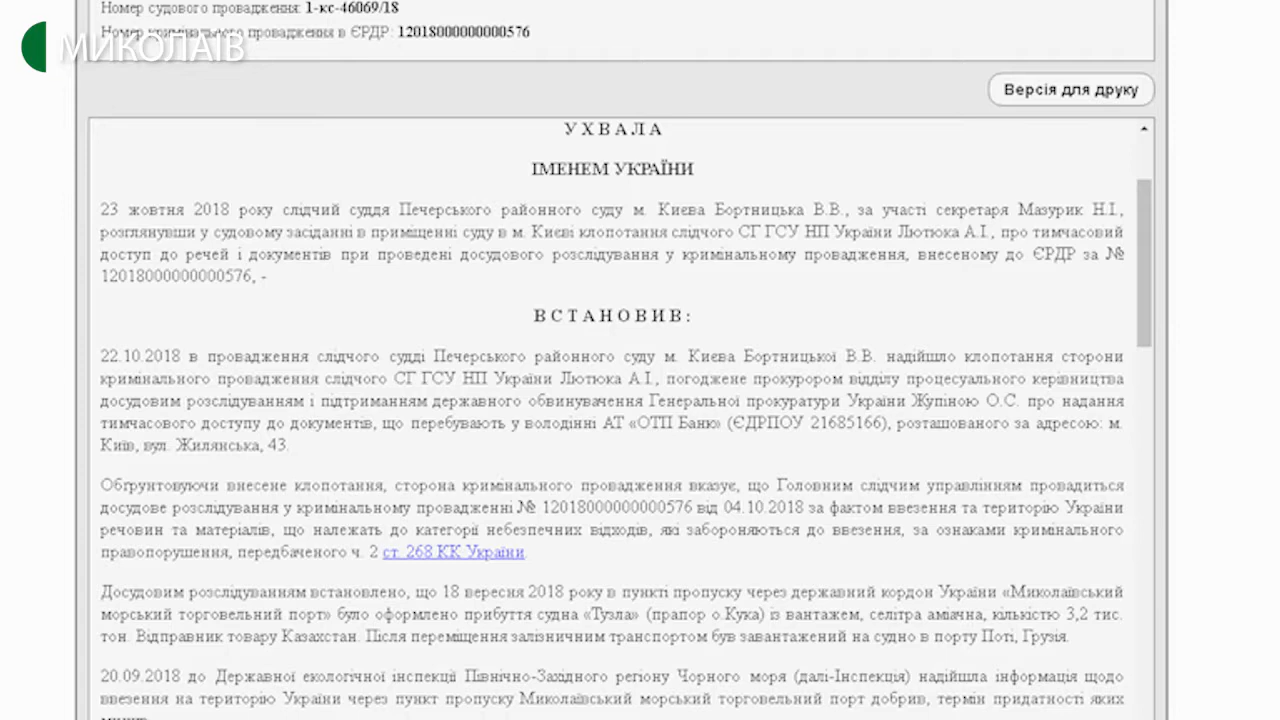 Номер судового провадження: 1-кс-46069/18
Номер кримінального провадження в ЄРДР: 12018000000000576
МИКОЛАЇВ
Версія для друку
У Х В А Л А
ІМЕНЕМ УКРАЇНИ
23 жовтня 2018 року слідчий суддя Печерського районного суду м. Києва Бортницька В.В., за участі секретаря Мазурик Н.І.,
розглянувши у судовому засіданні в приміщенні суду в м. Києві клопотання слідчого СГ ГСУ НП України Лютюка А.І., про тимчасовий
доступ до речей і документів при проведені досудового розслідування у кримінальному провадження, внесеному до ЄРДР за №
12018000000000576, -
В С Т А Н О В И В :
22.10.2018 в провадження слідчого судді Печерського районного суду м. Києва Бортницької В.В. надійшло клопотання сторони
кримінального провадження слідчого СГ ГСУ НП України Лютюка А.І., погоджене прокурором відділу процесуального керівництва
досудовим розслідуванням і підтриманням державного обвинувачення Генеральної прокуратури України Жупіною О.С. про надання
тимчасового доступу до документів, що перебувають у володінні АТ «ОТП Банк» (ЄДРПОУ 21685166), розташованого за адресою: м.
Київ, вул. Жилянська, 43.
Обґрунтовуючи внесене клопотання, сторона кримінального провадження вказує, що Головним слідчим управлінням провадиться
досудове розслідування у кримінальному провадженні № 12018000000000576 від 04.10.2018 за фактом ввезення та територію України
речовин та матеріалів, що належать до категорії небезпечних відходів, які забороняються до ввезення, за ознаками кримінального
правопорушення, передбаченого ч. 2 ст. 268 КК України.
Досудовим розслідуванням встановлено, що 18 вересня 2018 року в пункті пропуску через державний кордон України «Миколаївський
морський торговельний порт» було оформлено прибуття судна «Тузла» (прапор о.Кука) із вантажем, селітра аміачна, кількістю 3,2 тис.
тон. Відправник товару Казахстан. Після переміщення залізничним транспортом був завантажений на судно в порту Поті, Грузія.
20.09.2018 до Державної екологічної інспекції Північно-Західного регіону Чорного моря (далі-Інспекція) надійшла інформація щодо
ввезення на територію України через пункт пропуску Миколаївський морський торговельний порт добрив, термін придатності яких